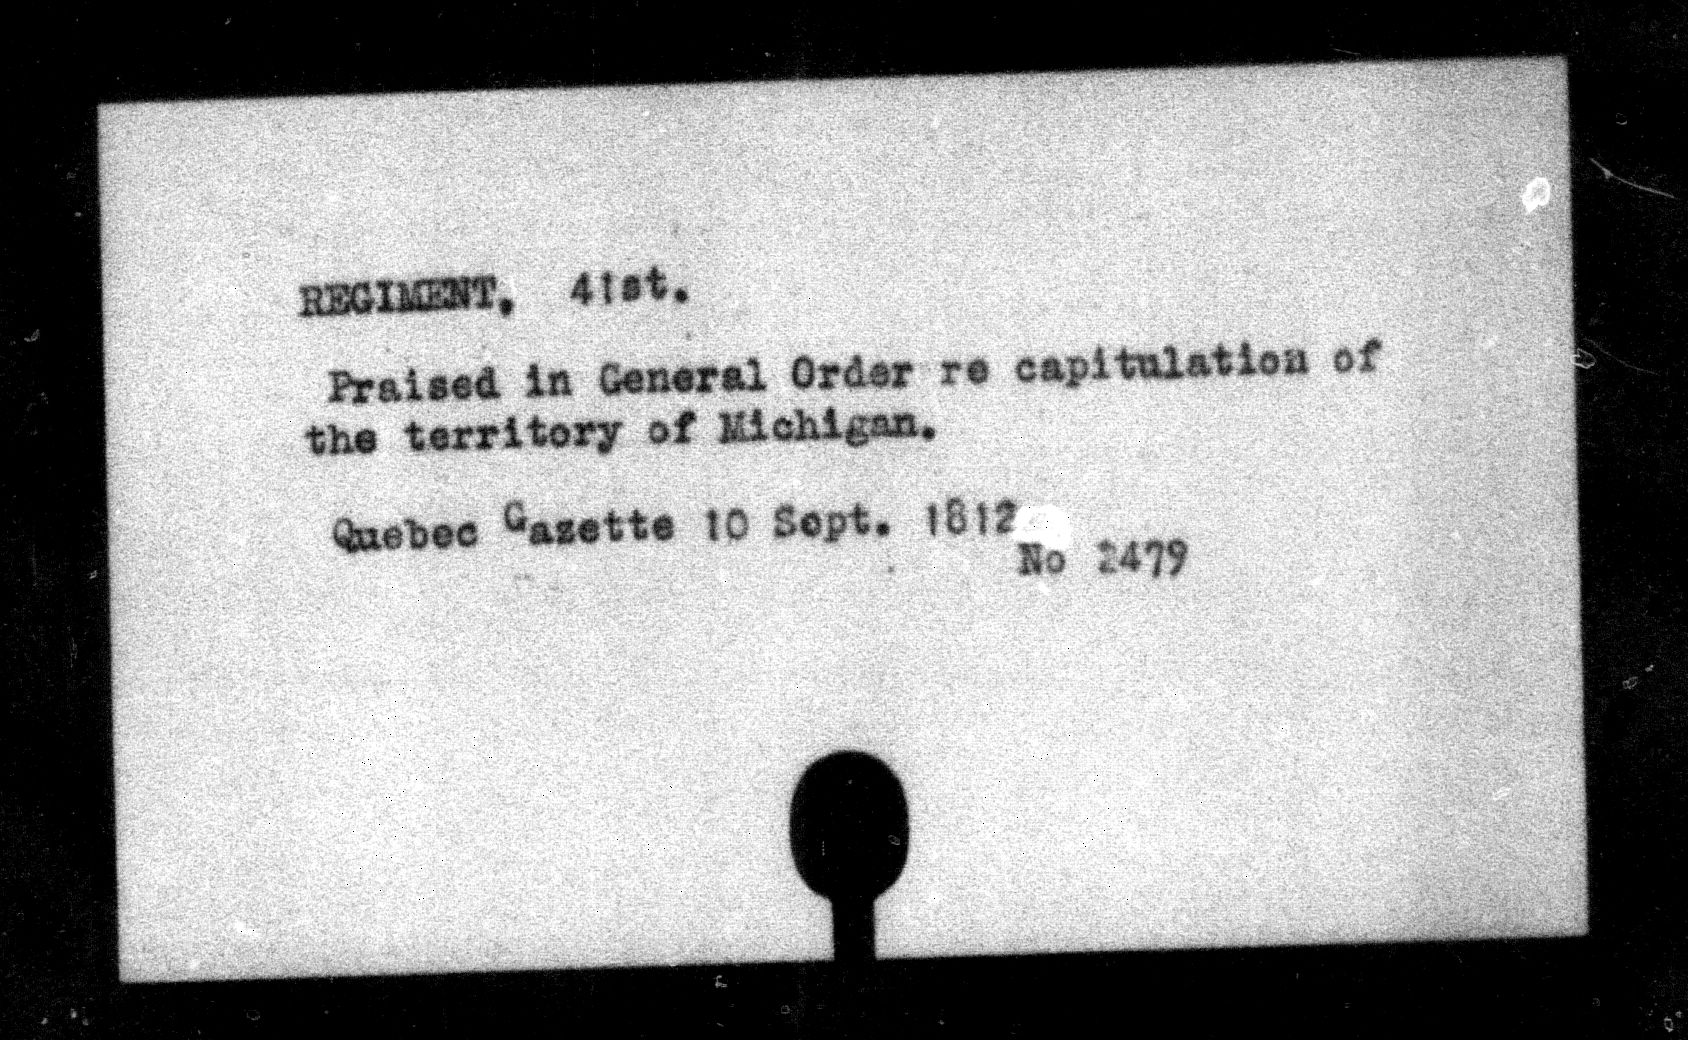 REGIMENT. 41st.
Praised in General Order re capitulation of
the territory of Michigan.
Quebec Gazette 10 Sept. 1812
No 2479